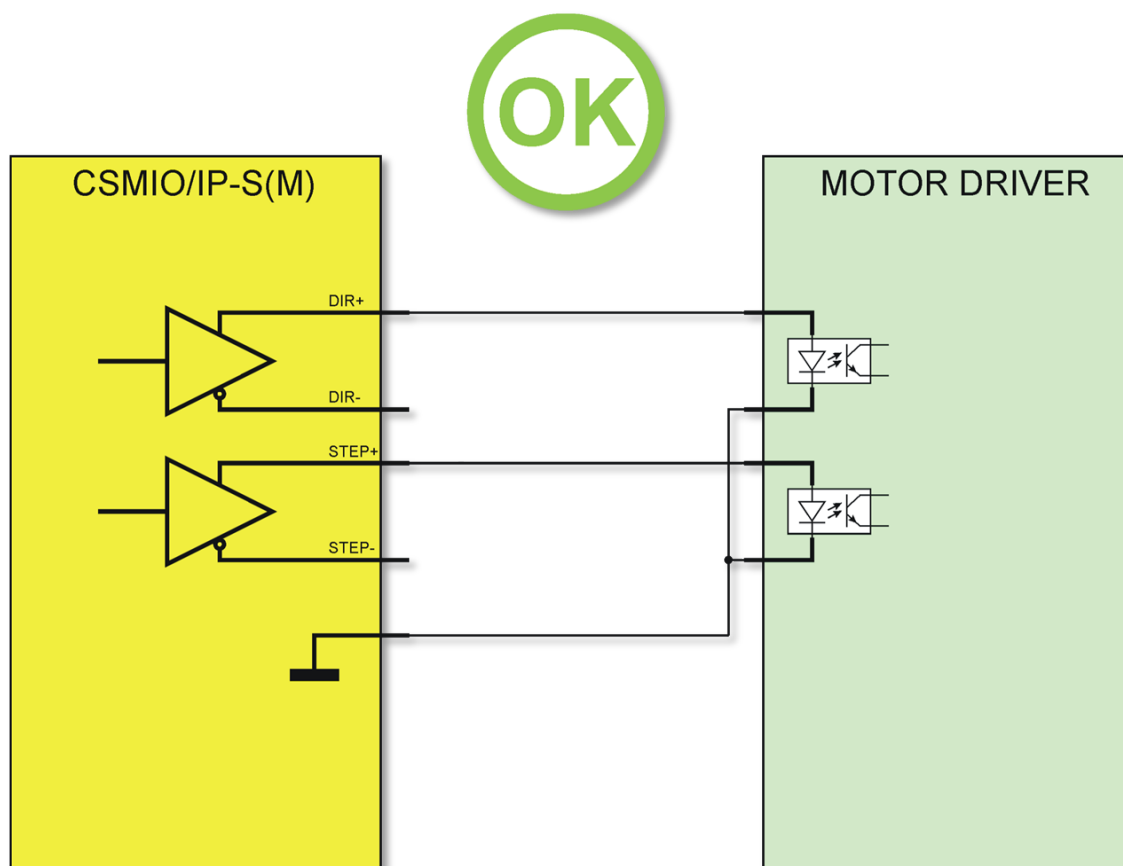 OK
CSMIO/IP-S(M)
MOTOR DRIVER
DIR+
DIR-
STEP+
STEP-